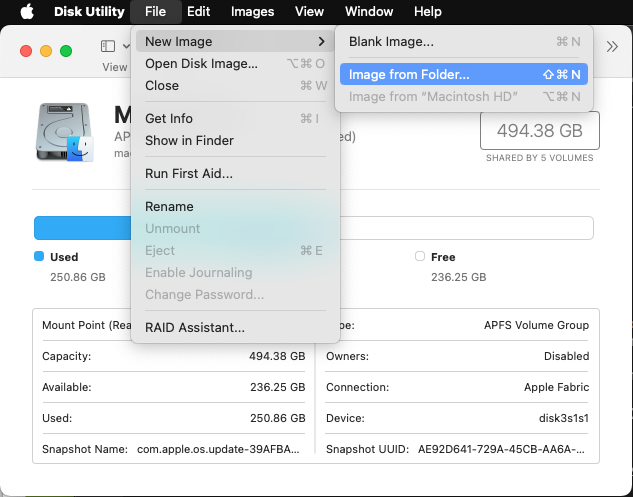 Disk Utility File Edit Images View Window Help
View
New Image
Open Disk Image... ⌥⌘O
Close ⌘W
Get Info ⌘I
Show in Finder
Run First Aid...
Rename
Unmount
Eject ⌘E
Enable Journaling
Change Password...
RAID Assistant...
Blank Image... ⌘N
Image from Folder... ⇧⌘N
Image from “Macintosh HD” ⌥⌘N
M
AP
ed)
mac
494.38 GB
SHARED BY 5 VOLUMES
Used
250.86 GB
Free
236.25 GB
Mount Point (Rea
pe: APFS Volume Group
Capacity: 494.38 GB
Owners: Disabled
Available: 236.25 GB
Connection: Apple Fabric
Used: 250.86 GB
Device: disk3s1s1
Snapshot Name: com.apple.os.update-39AFBA...
Snapshot UUID: AE92D641-729A-45CB-AA6A-...